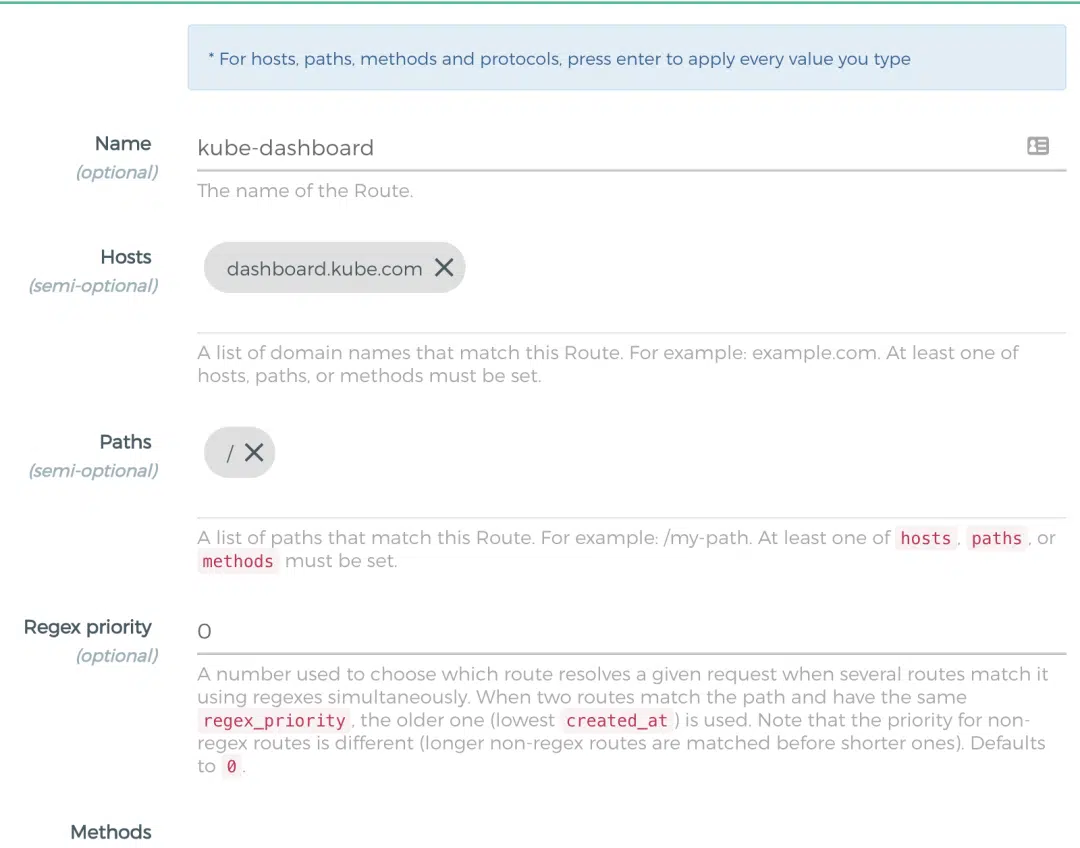 * For hosts, paths, methods and protocols, press enter to apply every value you type
Name
(optional)
kube-dashboard
The name of the Route.
Hosts
(semi-optional)
dashboard.kube.com
A list of domain names that match this Route. For example: example.com. At least one of
hosts, paths, or methods must be set.
Paths
(semi-optional)
/
A list of paths that match this Route. For example: /my-path. At least one of hosts, paths, or
methods must be set.
Regex priority
(optional)
0
A number used to choose which route resolves a given request when several routes match it
using regexes simultaneously. When two routes match the path and have the same
regex_priority, the older one (lowest created_at) is used. Note that the priority for non-
regex routes is different (longer non-regex routes are matched before shorter ones). Defaults
to 0.
Methods